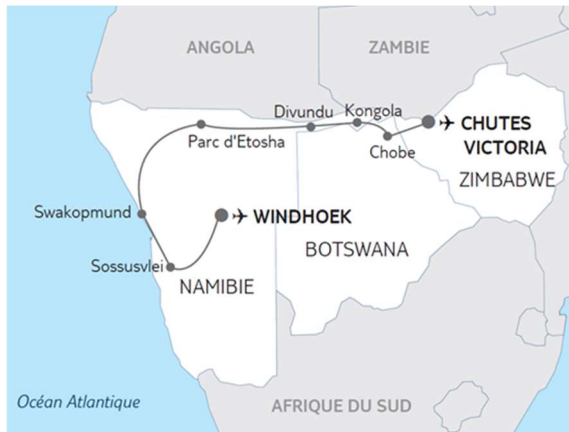 ANGOLA
ZAMBIE
Divundu
Kongola
Parc d'Etosha
Chobe
CHUTES
VICTORIA
ZIMBABWE
Swakopmund
WINDHOEK
BOTSWANA
Sossusvlei
NAMIBIE
Océan Atlantique
AFRIQUE DU SUD